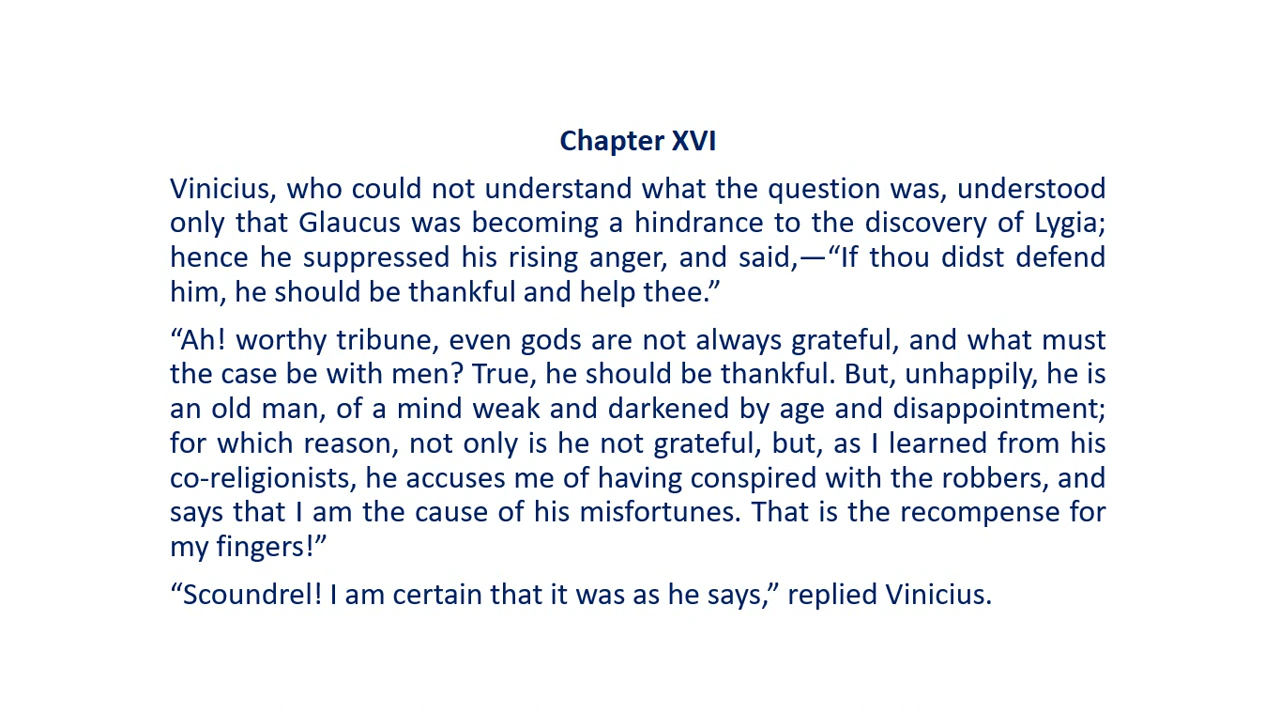 Chapter XVI
Vinicius, who could not understand what the question was, understood
only that Glaucus was becoming a hindrance to the discovery of Lygia;
hence he suppressed his rising anger, and said,—“If thou didst defend
him, he should be thankful and help thee.”
“Ah! worthy tribune, even gods are not always grateful, and what must
the case be with men? True, he should be thankful. But, unhappily, he is
an old man, of a mind weak and darkened by age and disappointment;
for which reason, not only is he not grateful, but, as I learned from his
co-religionists, he accuses me of having conspired with the robbers, and
says that I am the cause of his misfortunes. That is the recompense for
my fingers!”
“Scoundrel! I am certain that it was as he says,” replied Vinicius.